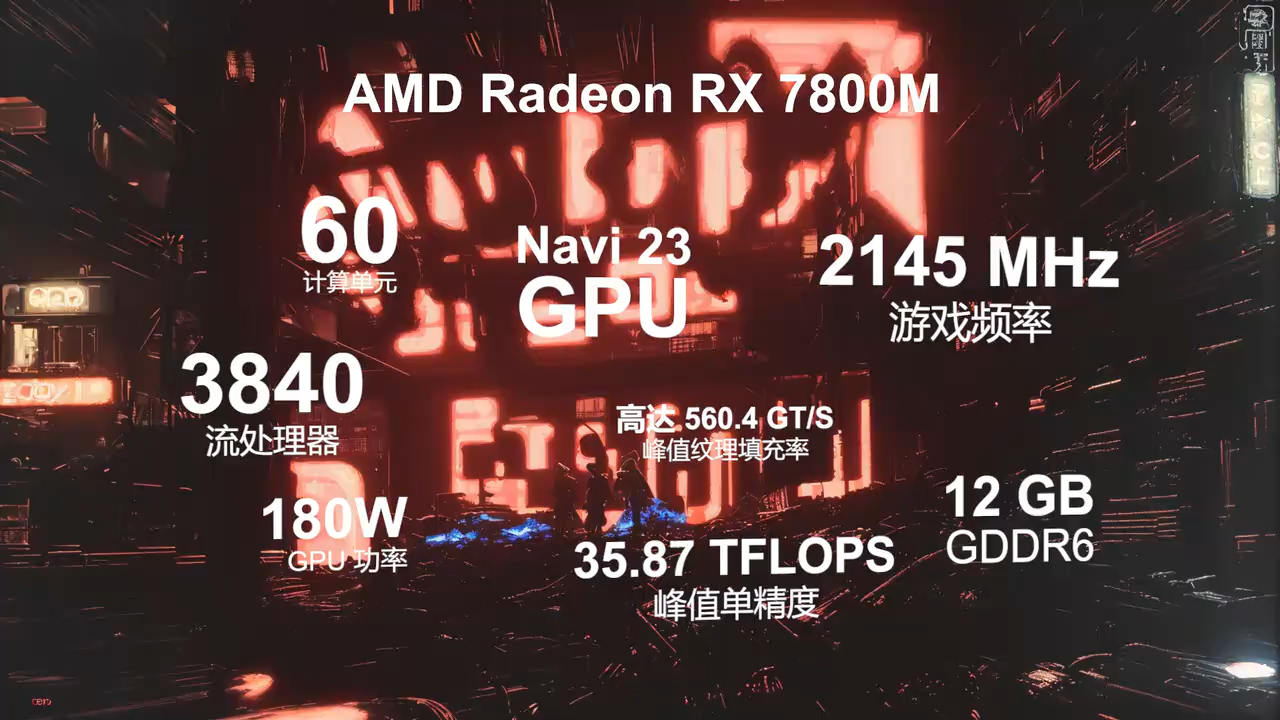 AMD Radeon RX 7800M
60
计算单元
Navi 23
GPU
2145 MHz
游戏频率
3840
流处理器
高达 560.4 GT/S
峰值纹理填充率
180W
GPU 功率
35.87 TFLOPS
峰值单精度
12 GB
GDDR6